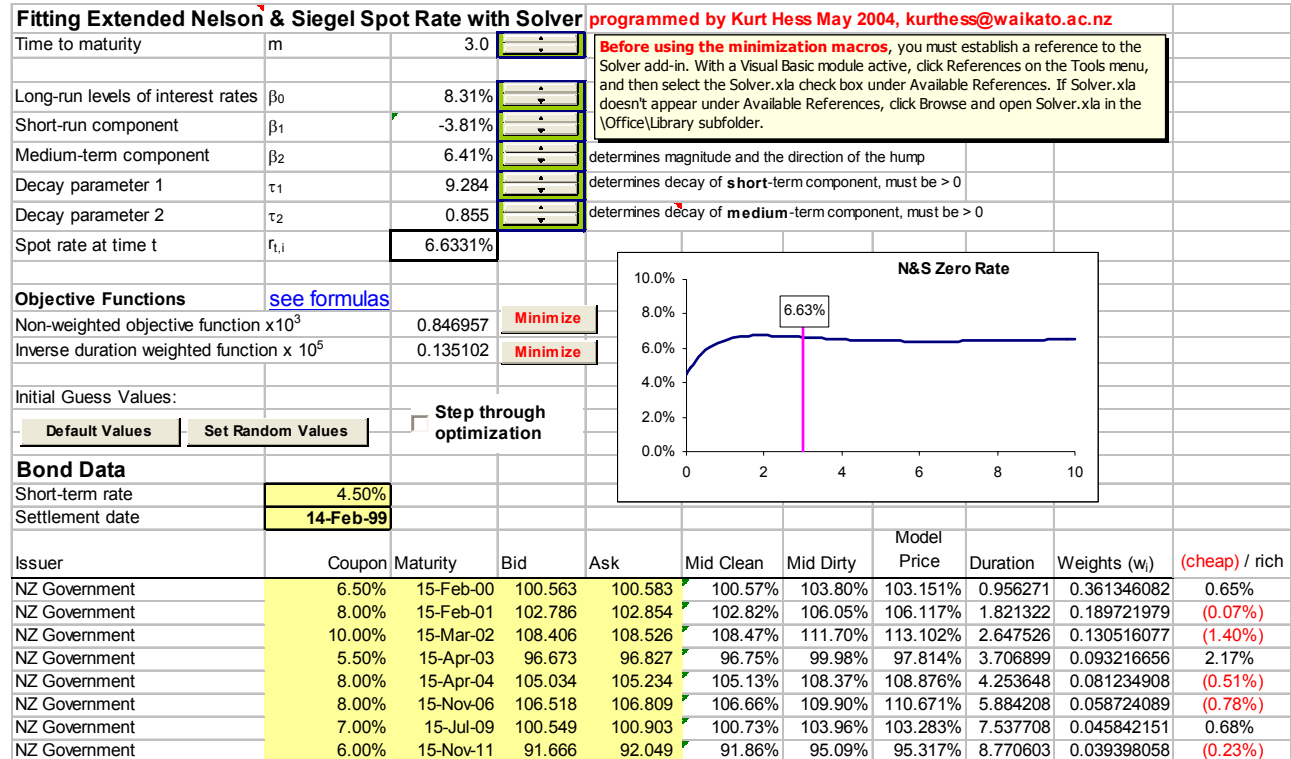 Fitting Extended Nelson & Siegel Spot Rate with Solver programmed by Kurt Hess May 2004, kurthess@waikato.ac.nz
Time to maturity m 3.0
Before using the minimization macros, you must establish a reference to the
Solver add-in. With a Visual Basic module active, click References on the Tools menu,
and then select the Solver.xla check box under Available References. If Solver.xla
doesn't appear under Available References, click Browse and open Solver.xla in the
\Office\Library subfolder.
Long-run levels of interest rates β0 8.31%
Short-run component β1 -3.81%
Medium-term component β2 6.41% determines magnitude and the direction of the hump
Decay parameter 1 τ1 9.284 determines decay of short-term component, must be > 0
Decay parameter 2 τ2 0.855 determines decay of medium-term component, must be > 0
Spot rate at time t rt,i 6.6331%
Objective Functions see formulas
Non-weighted objective function x10³ 0.846957 Minimize
Inverse duration weighted function x 10⁵ 0.135102 Minimize
Initial Guess Values:
Default Values Set Random Values
Step through
optimization
N&S Zero Rate
10.0%
8.0%
6.0%
4.0%
2.0%
0.0%
6.63%
0 2 4 6 8 10
Bond Data
Short-term rate 4.50%
Settlement date 14-Feb-99
Issuer Coupon Maturity Bid Ask Mid Clean Mid Dirty Model Price Duration Weights (wi) (cheap) / rich
NZ Government 6.50% 15-Feb-00 100.563 100.583 100.57% 103.80% 103.151% 0.956271 0.361346082 0.65%
NZ Government 8.00% 15-Feb-01 102.786 102.854 102.82% 106.05% 106.117% 1.821322 0.189721979 (0.07%)
NZ Government 10.00% 15-Mar-02 108.406 108.526 108.47% 111.70% 113.102% 2.647526 0.130516077 (1.40%)
NZ Government 5.50% 15-Apr-03 96.673 96.827 96.75% 99.98% 97.814% 3.706899 0.093216656 2.17%
NZ Government 8.00% 15-Apr-04 105.034 105.234 105.13% 108.37% 108.876% 4.253648 0.081234908 (0.51%)
NZ Government 8.00% 15-Nov-06 106.518 106.809 106.66% 109.90% 110.671% 5.884208 0.058724089 (0.78%)
NZ Government 7.00% 15-Jul-09 100.549 100.903 100.73% 103.96% 103.283% 7.537708 0.045842151 0.68%
NZ Government 6.00% 15-Nov-11 91.666 92.049 91.86% 95.09% 95.317% 8.770603 0.039398058 (0.23%)